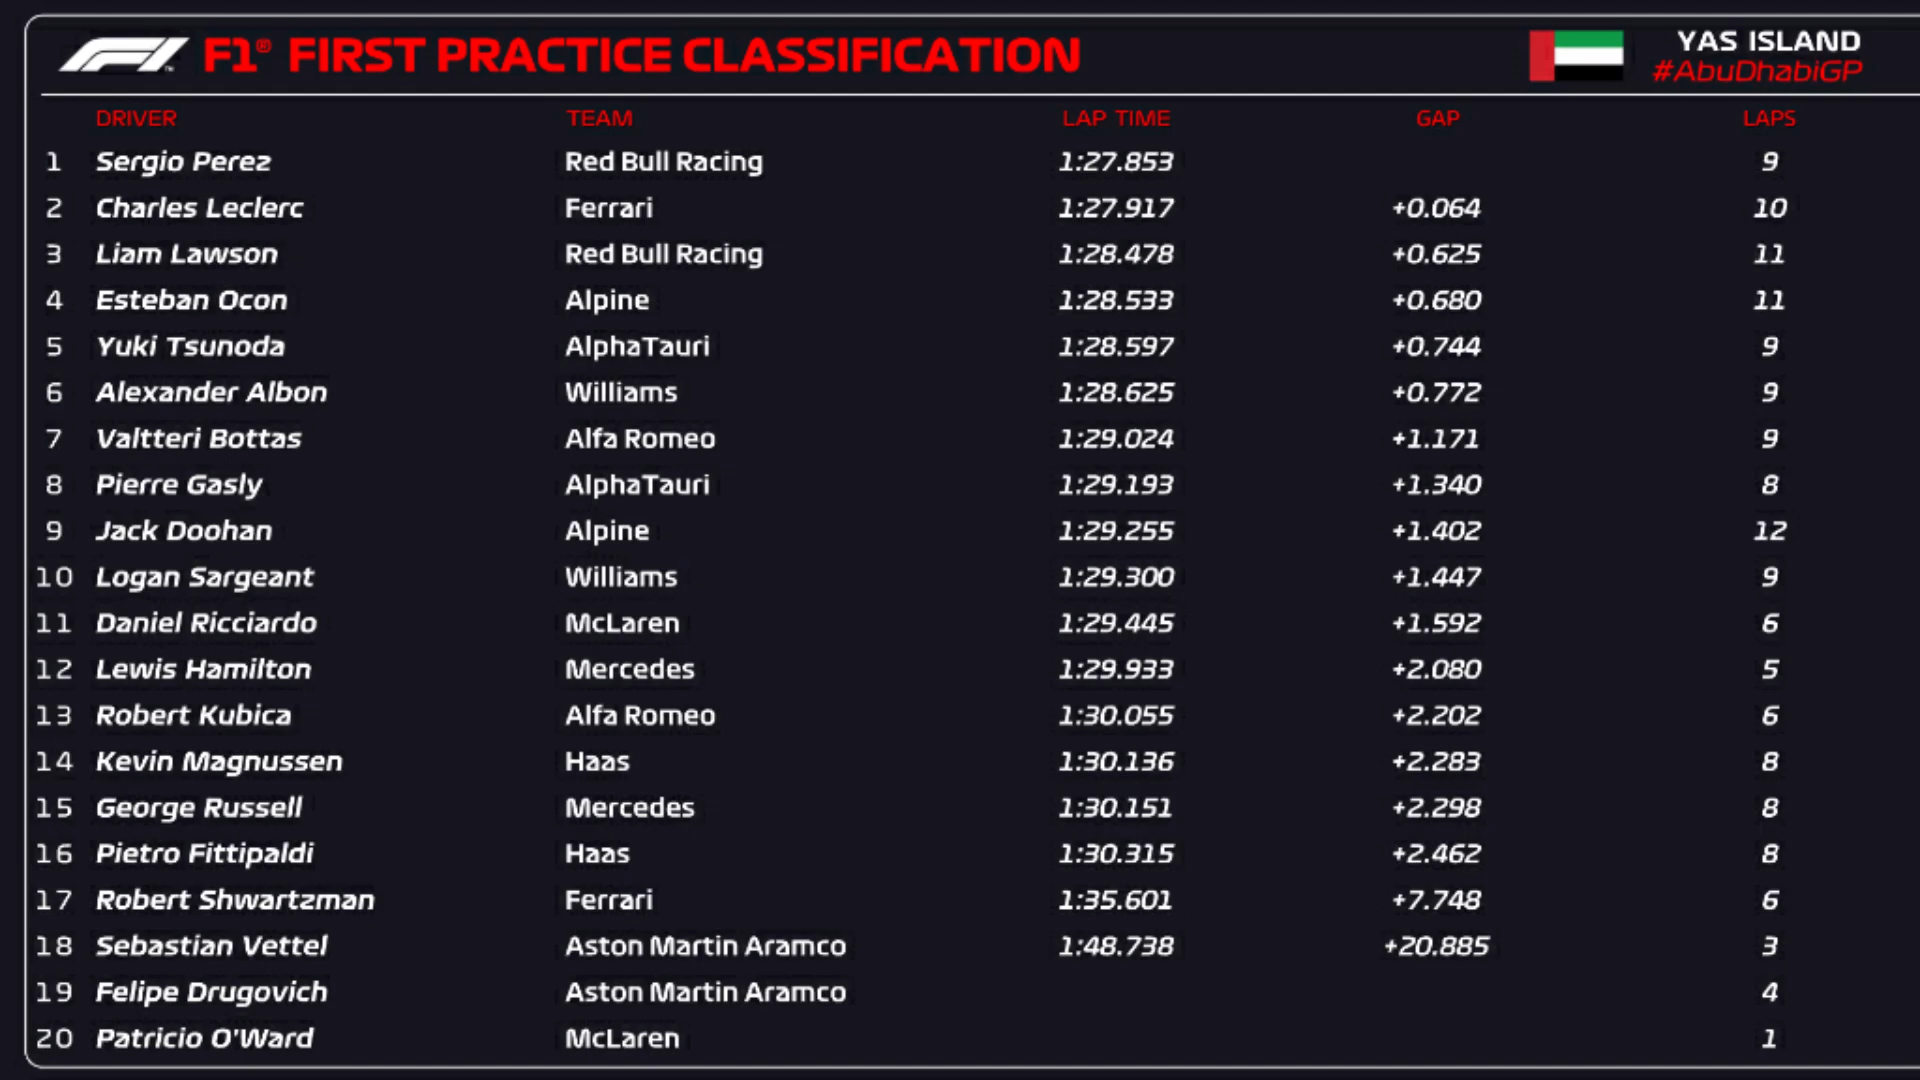 F1® FIRST PRACTICE CLASSIFICATION
YAS ISLAND
#AbuDhabiGP
DRIVER TEAM LAP TIME GAP LAPS
1 Sergio Perez Red Bull Racing 1:27.853 9
2 Charles Leclerc Ferrari 1:27.917 +0.064 10
3 Liam Lawson Red Bull Racing 1:28.478 +0.625 11
4 Esteban Ocon Alpine 1:28.533 +0.680 11
5 Yuki Tsunoda AlphaTauri 1:28.597 +0.744 9
6 Alexander Albon Williams 1:28.625 +0.772 9
7 Valtteri Bottas Alfa Romeo 1:29.024 +1.171 9
8 Pierre Gasly AlphaTauri 1:29.193 +1.340 8
9 Jack Doohan Alpine 1:29.255 +1.402 12
10 Logan Sargeant Williams 1:29.300 +1.447 9
11 Daniel Ricciardo McLaren 1:29.445 +1.592 6
12 Lewis Hamilton Mercedes 1:29.933 +2.080 5
13 Robert Kubica Alfa Romeo 1:30.055 +2.202 6
14 Kevin Magnussen Haas 1:30.136 +2.283 8
15 George Russell Mercedes 1:30.151 +2.298 8
16 Pietro Fittipaldi Haas 1:30.315 +2.462 8
17 Robert Shwartzman Ferrari 1:35.601 +7.748 6
18 Sebastian Vettel Aston Martin Aramco 1:48.738 +20.885 3
19 Felipe Drugovich Aston Martin Aramco 4
20 Patricio O'Ward McLaren 1